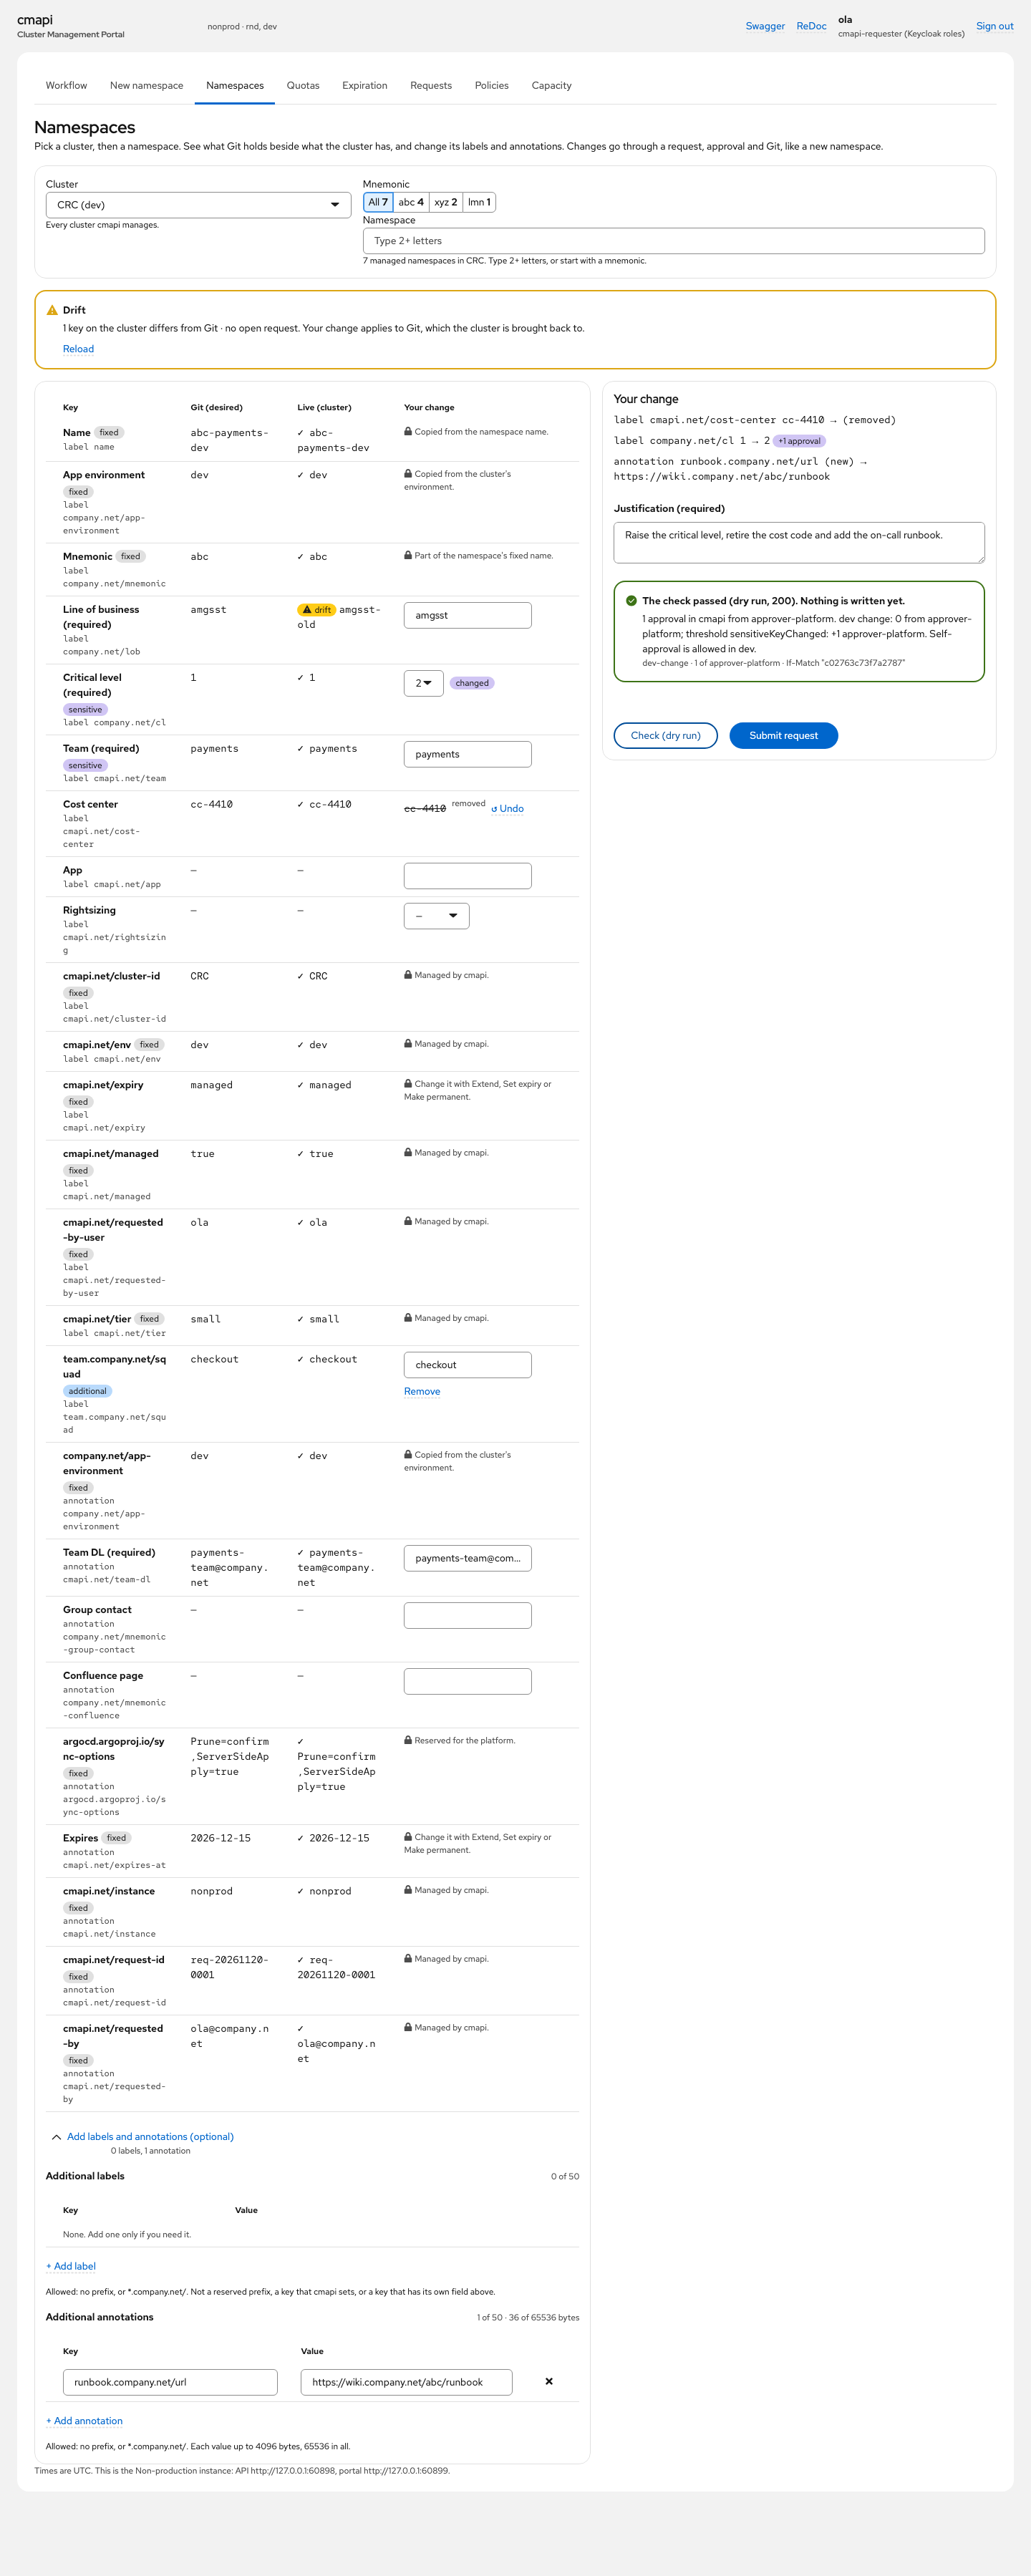 cmapi
Cluster Management Portal
nonprod · rnd, dev
Swagger
ReDoc
ola
cmapi-requester (Keycloak roles)
Sign out
Workflow
New namespace
Namespaces
Quotas
Expiration
Requests
Policies
Capacity
Namespaces
Pick a cluster, then a namespace. See what Git holds beside what the cluster has, and change its labels and annotations. Changes go through a request, approval and Git, like a new namespace.
Cluster
CRC (dev)
Every cluster cmapi manages.
Mnemonic
All 7 abc 4 xyz 2 lmn 1
Namespace
Type 2+ letters
7 managed namespaces in CRC. Type 2+ letters, or start with a mnemonic.
Drift
1 key on the cluster differs from Git · no open request. Your change applies to Git, which the cluster is brought back to.
Reload
Key Git (desired) Live (cluster) Your change
Name fixed
label name
abc-payments-
dev
✓ abc-
payments-dev
Copied from the namespace name.
App environment
fixed
label
company.net/app-
environment
dev
✓ dev
Copied from the cluster's
environment.
Mnemonic fixed
label
company.net/mnemonic
abc
✓ abc
Part of the namespace's fixed name.
Line of business
(required)
label
company.net/lob
amgsst
drift amgsst-
old
amgsst
Critical level
(required)
sensitive
label company.net/cl
1
✓ 1
2
changed
Team (required)
sensitive
label cmapi.net/team
payments
✓ payments
payments
Cost center
label
cmapi.net/cost-
center
cc-4410
✓ cc-4410
cc-4410 removed ↺ Undo
App
label cmapi.net/app
—
—
Rightsizing
label
cmapi.net/rightsizin
g
—
—
—
cmapi.net/cluster-id
fixed
label
cmapi.net/cluster-id
CRC
✓ CRC
Managed by cmapi.
cmapi.net/env fixed
label cmapi.net/env
dev
✓ dev
Managed by cmapi.
cmapi.net/expiry
fixed
label
cmapi.net/expiry
managed
✓ managed
Change it with Extend, Set expiry or
Make permanent.
cmapi.net/managed
fixed
label
cmapi.net/managed
true
✓ true
Managed by cmapi.
cmapi.net/requested
-by-user
fixed
label
cmapi.net/requested-
by-user
ola
✓ ola
Managed by cmapi.
cmapi.net/tier fixed
label cmapi.net/tier
small
✓ small
Managed by cmapi.
team.company.net/sq
uad
additional
label
team.company.net/squ
ad
checkout
✓ checkout
checkout
Remove
company.net/app-
environment
fixed
annotation
company.net/app-
environment
dev
✓ dev
Copied from the cluster's
environment.
Team DL (required)
annotation
cmapi.net/team-dl
payments-
team@company.
net
✓ payments-
team@company.
net
payments-team@com...
Group contact
annotation
company.net/mnemonic
-group-contact
—
—
Confluence page
annotation
company.net/mnemonic
-confluence
—
—
argocd.argoproj.io/sy
nc-options
fixed
annotation
argocd.argoproj.io/s
ync-options
Prune=confirm
,ServerSideAp
ply=true
✓
Prune=confirm
,ServerSideAp
ply=true
Reserved for the platform.
Expires fixed
annotation
cmapi.net/expires-at
2026-12-15
✓ 2026-12-15
Change it with Extend, Set expiry or
Make permanent.
cmapi.net/instance
fixed
annotation
cmapi.net/instance
nonprod
✓ nonprod
Managed by cmapi.
cmapi.net/request-id
fixed
annotation
cmapi.net/request-id
req-20261120-
0001
✓ req-
20261120-0001
Managed by cmapi.
cmapi.net/requested
-by
fixed
annotation
cmapi.net/requested-
by
ola@company.n
et
✓
ola@company.n
et
Managed by cmapi.
Add labels and annotations (optional)
0 labels, 1 annotation
Additional labels 0 of 50
Key Value
None. Add one only if you need it.
+ Add label
Allowed: no prefix, or *.company.net/. Not a reserved prefix, a key that cmapi sets, or a key that has its own field above.
Additional annotations 1 of 50 · 36 of 65536 bytes
Key Value
runbook.company.net/url https://wiki.company.net/abc/runbook
+ Add annotation
Allowed: no prefix, or *.company.net/. Each value up to 4096 bytes, 65536 in all.
Your change
label cmapi.net/cost-center cc-4410 → (removed)
label company.net/cl 1 → 2 +1 approval
annotation runbook.company.net/url (new) →
https://wiki.company.net/abc/runbook
Justification (required)
Raise the critical level, retire the cost code and add the on-call runbook.
The check passed (dry run, 200). Nothing is written yet.
1 approval in cmapi from approver-platform. dev change: 0 from approver-
platform; threshold sensitiveKeyChanged: +1 approver-platform. Self-
approval is allowed in dev.
dev-change · 1 of approver-platform · If-Match "c02763c73f7a2787"
Check (dry run)
Submit request
Times are UTC. This is the Non-production instance: API http://127.0.0.1:60898, portal http://127.0.0.1:60899.